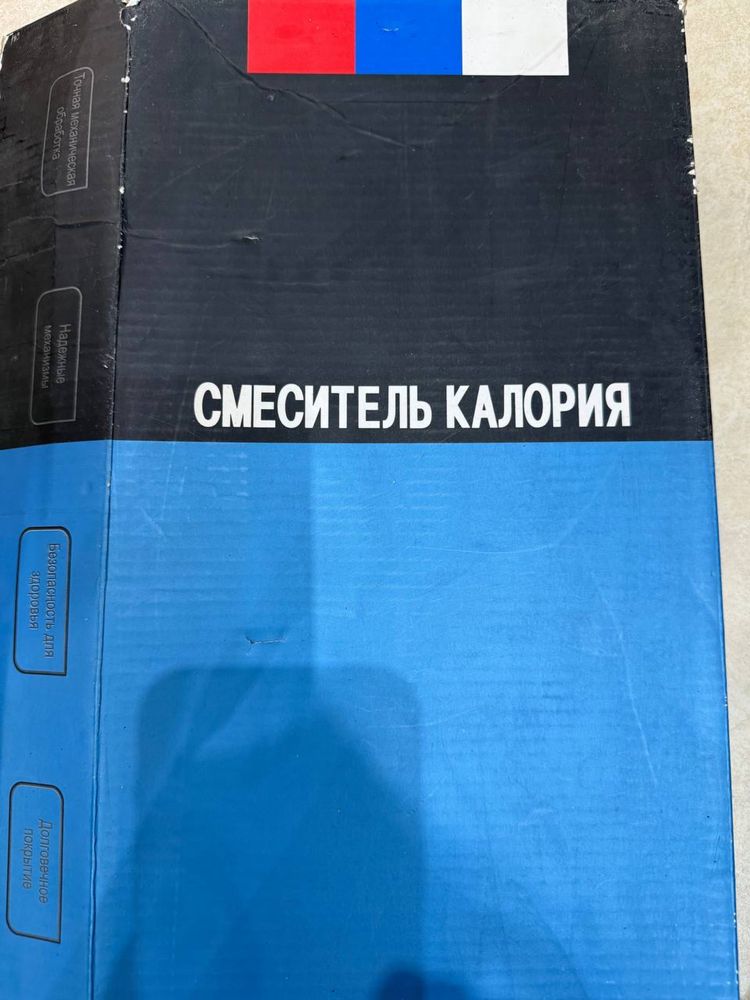 СМЕСИТЕЛЬ КАЛОРИЯ
Точная механическая
обработка
Надежные
механизмы
Безопасность для
здоровья
Долговечное
покрытие